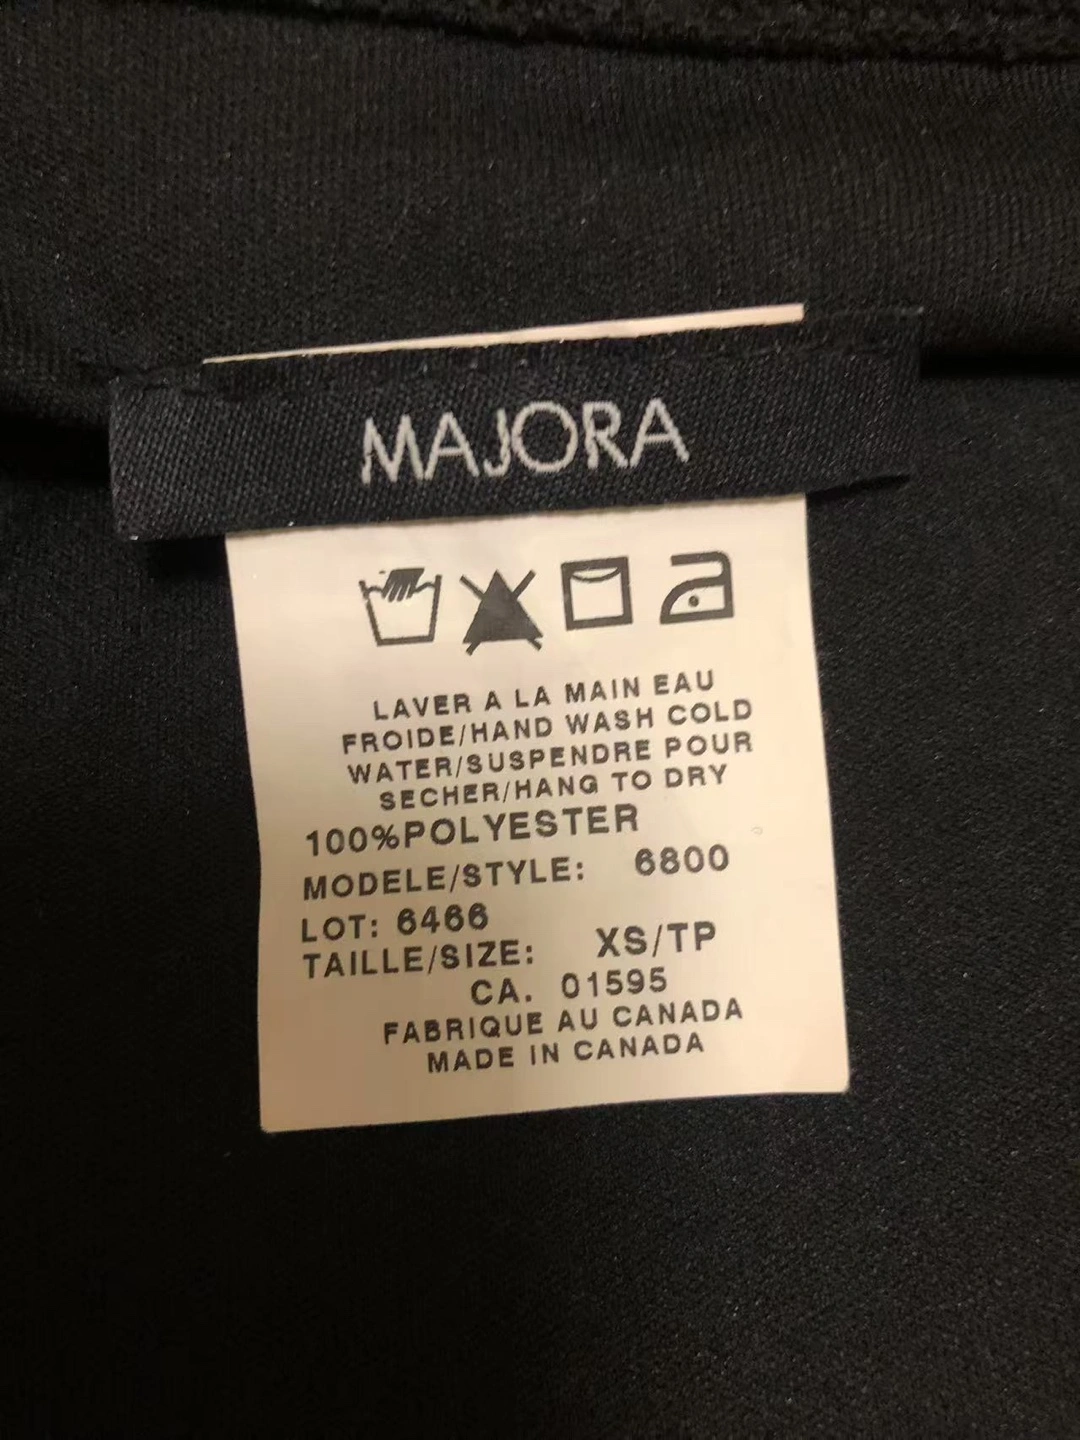 MAJORA
LAVER A LA MAIN EAU
FROIDE/HAND WASH COLD
WATER/SUSPENDRE POUR
SECHER/HANG TO DRY
100%POLYESTER
MODELE/STYLE: 6800
LOT: 6466
TAILLE/SIZE: XS/TP
CA. 01595
FABRIQUE AU CANADA
MADE IN CANADA